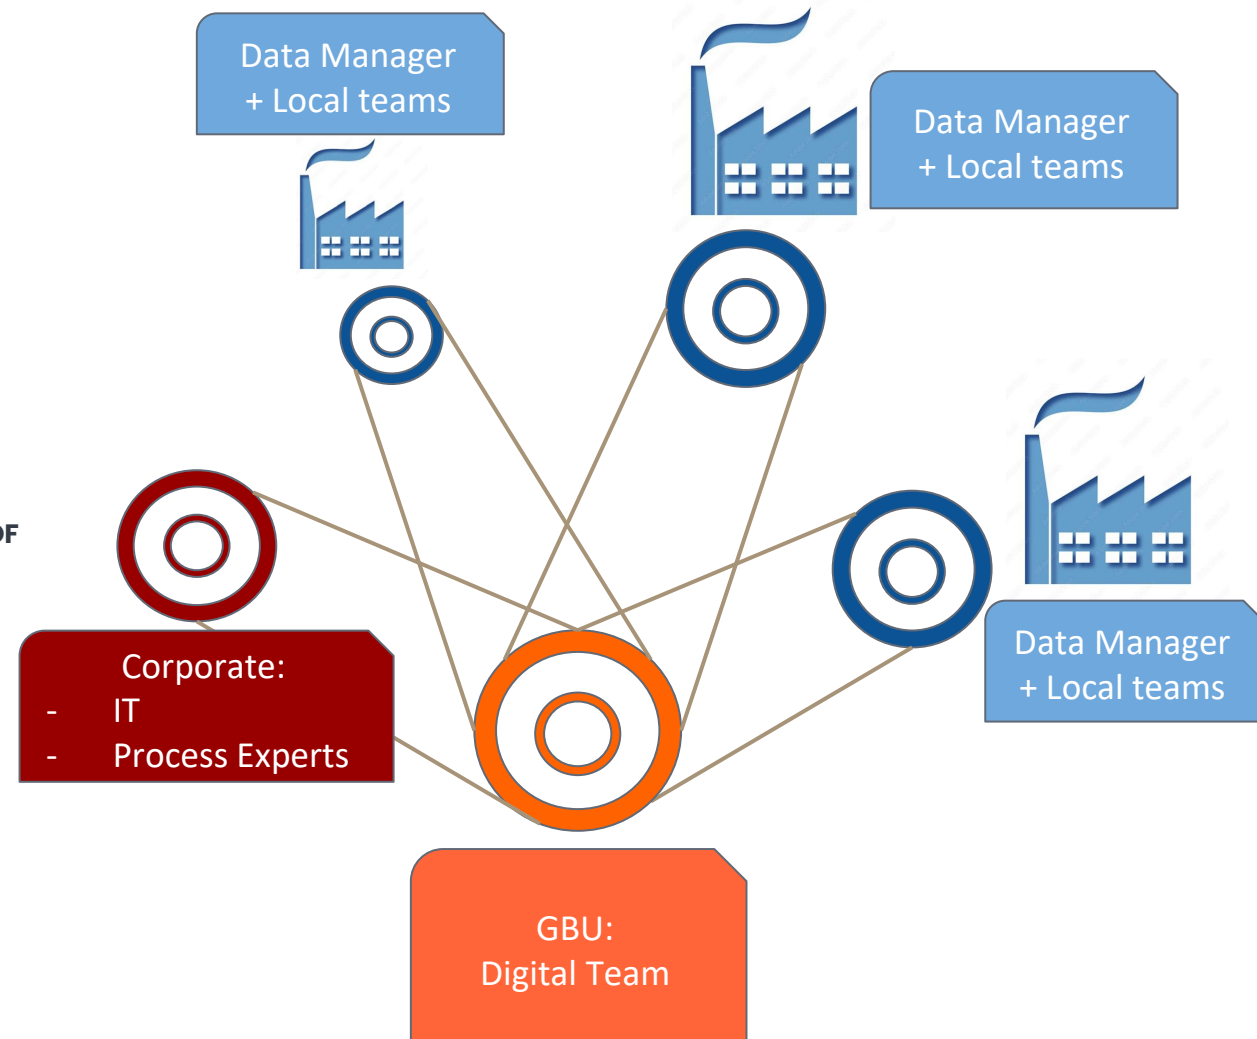 Data Manager
+ Local teams
Data Manager
+ Local teams
OF
Data Manager
+ Local teams
Corporate:
- IT
- Process Experts
GBU:
Digital Team